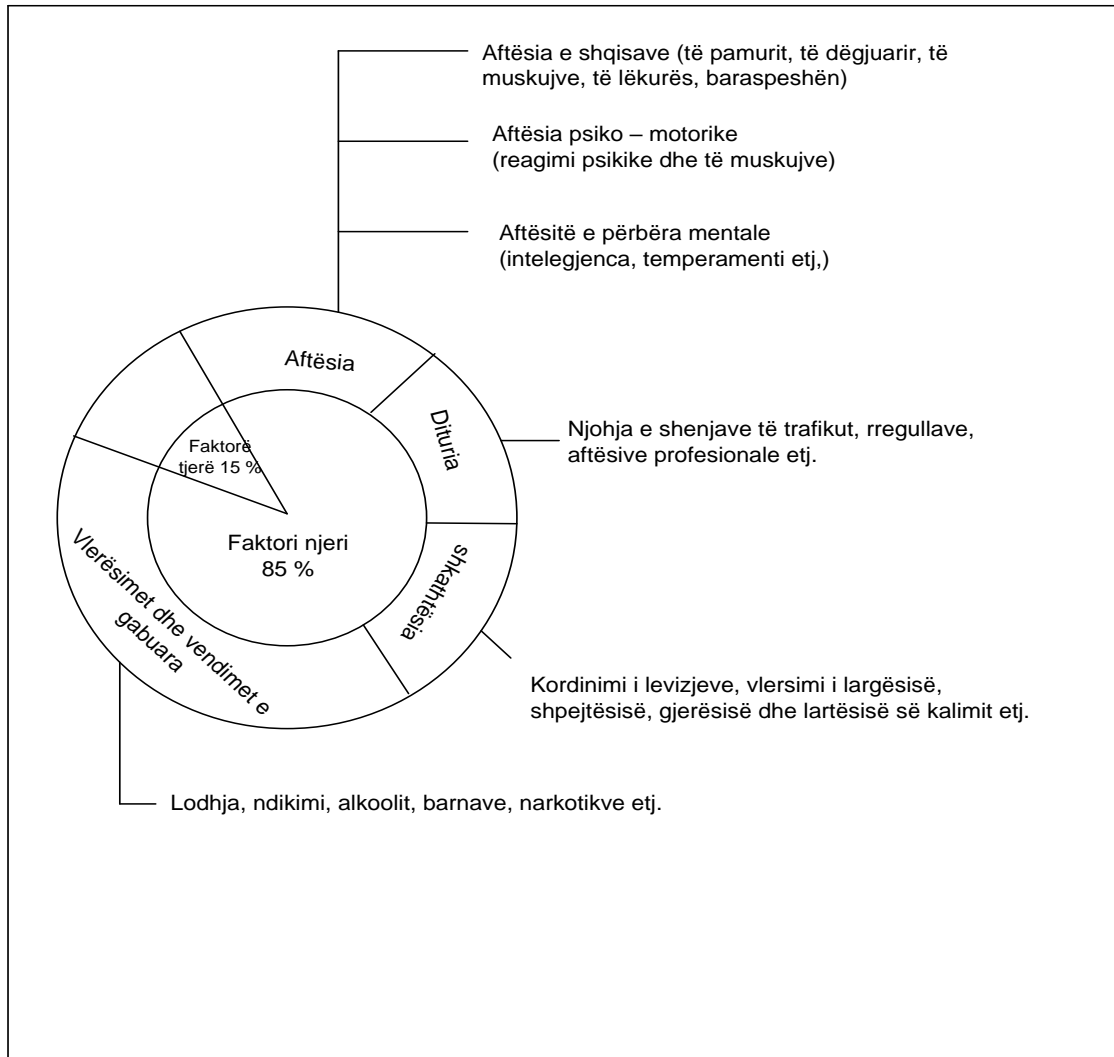 Aftësia e shqisave (të pamurit, të dëgjuarir, të
muskujve, të lëkurës, baraspeshën)
Aftësia psiko – motorike
(reagimi psikike dhe të muskujve)
Aftësitë e përbëra mentale
(intelegjenca, temperamenti etj,)
Aftësia
Dituria
Njohja e shenjave të trafikut, rregullave,
aftësive profesionale etj.
Faktorë
tjerë 15 %
Faktori njeri
85 %
shkathtësia
Vlerësimet dhe vendimet e
gabuara
Kordinimi i levizjeve, vlersimi i largësisë,
shpejtësisë, gjerësisë dhe lartësisë së kalimit etj.
Lodhja, ndikimi, alkoolit, barnave, narkotikve etj.